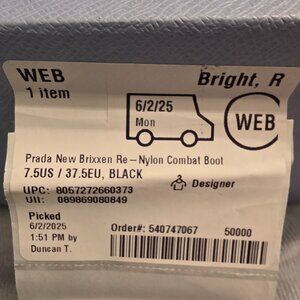 WEB
1 item
Bright, R
6/2/25
Mon
WEB
Prada New Brixxen Re-Nylon Combat Boot
7.5US / 37.5EU, BLACK
Designer
UPC: 8057272660373
UII: 089869080849
Picked
6/2/2025
1:51 PM by
Duncan T.
Order#: 540747067
50000